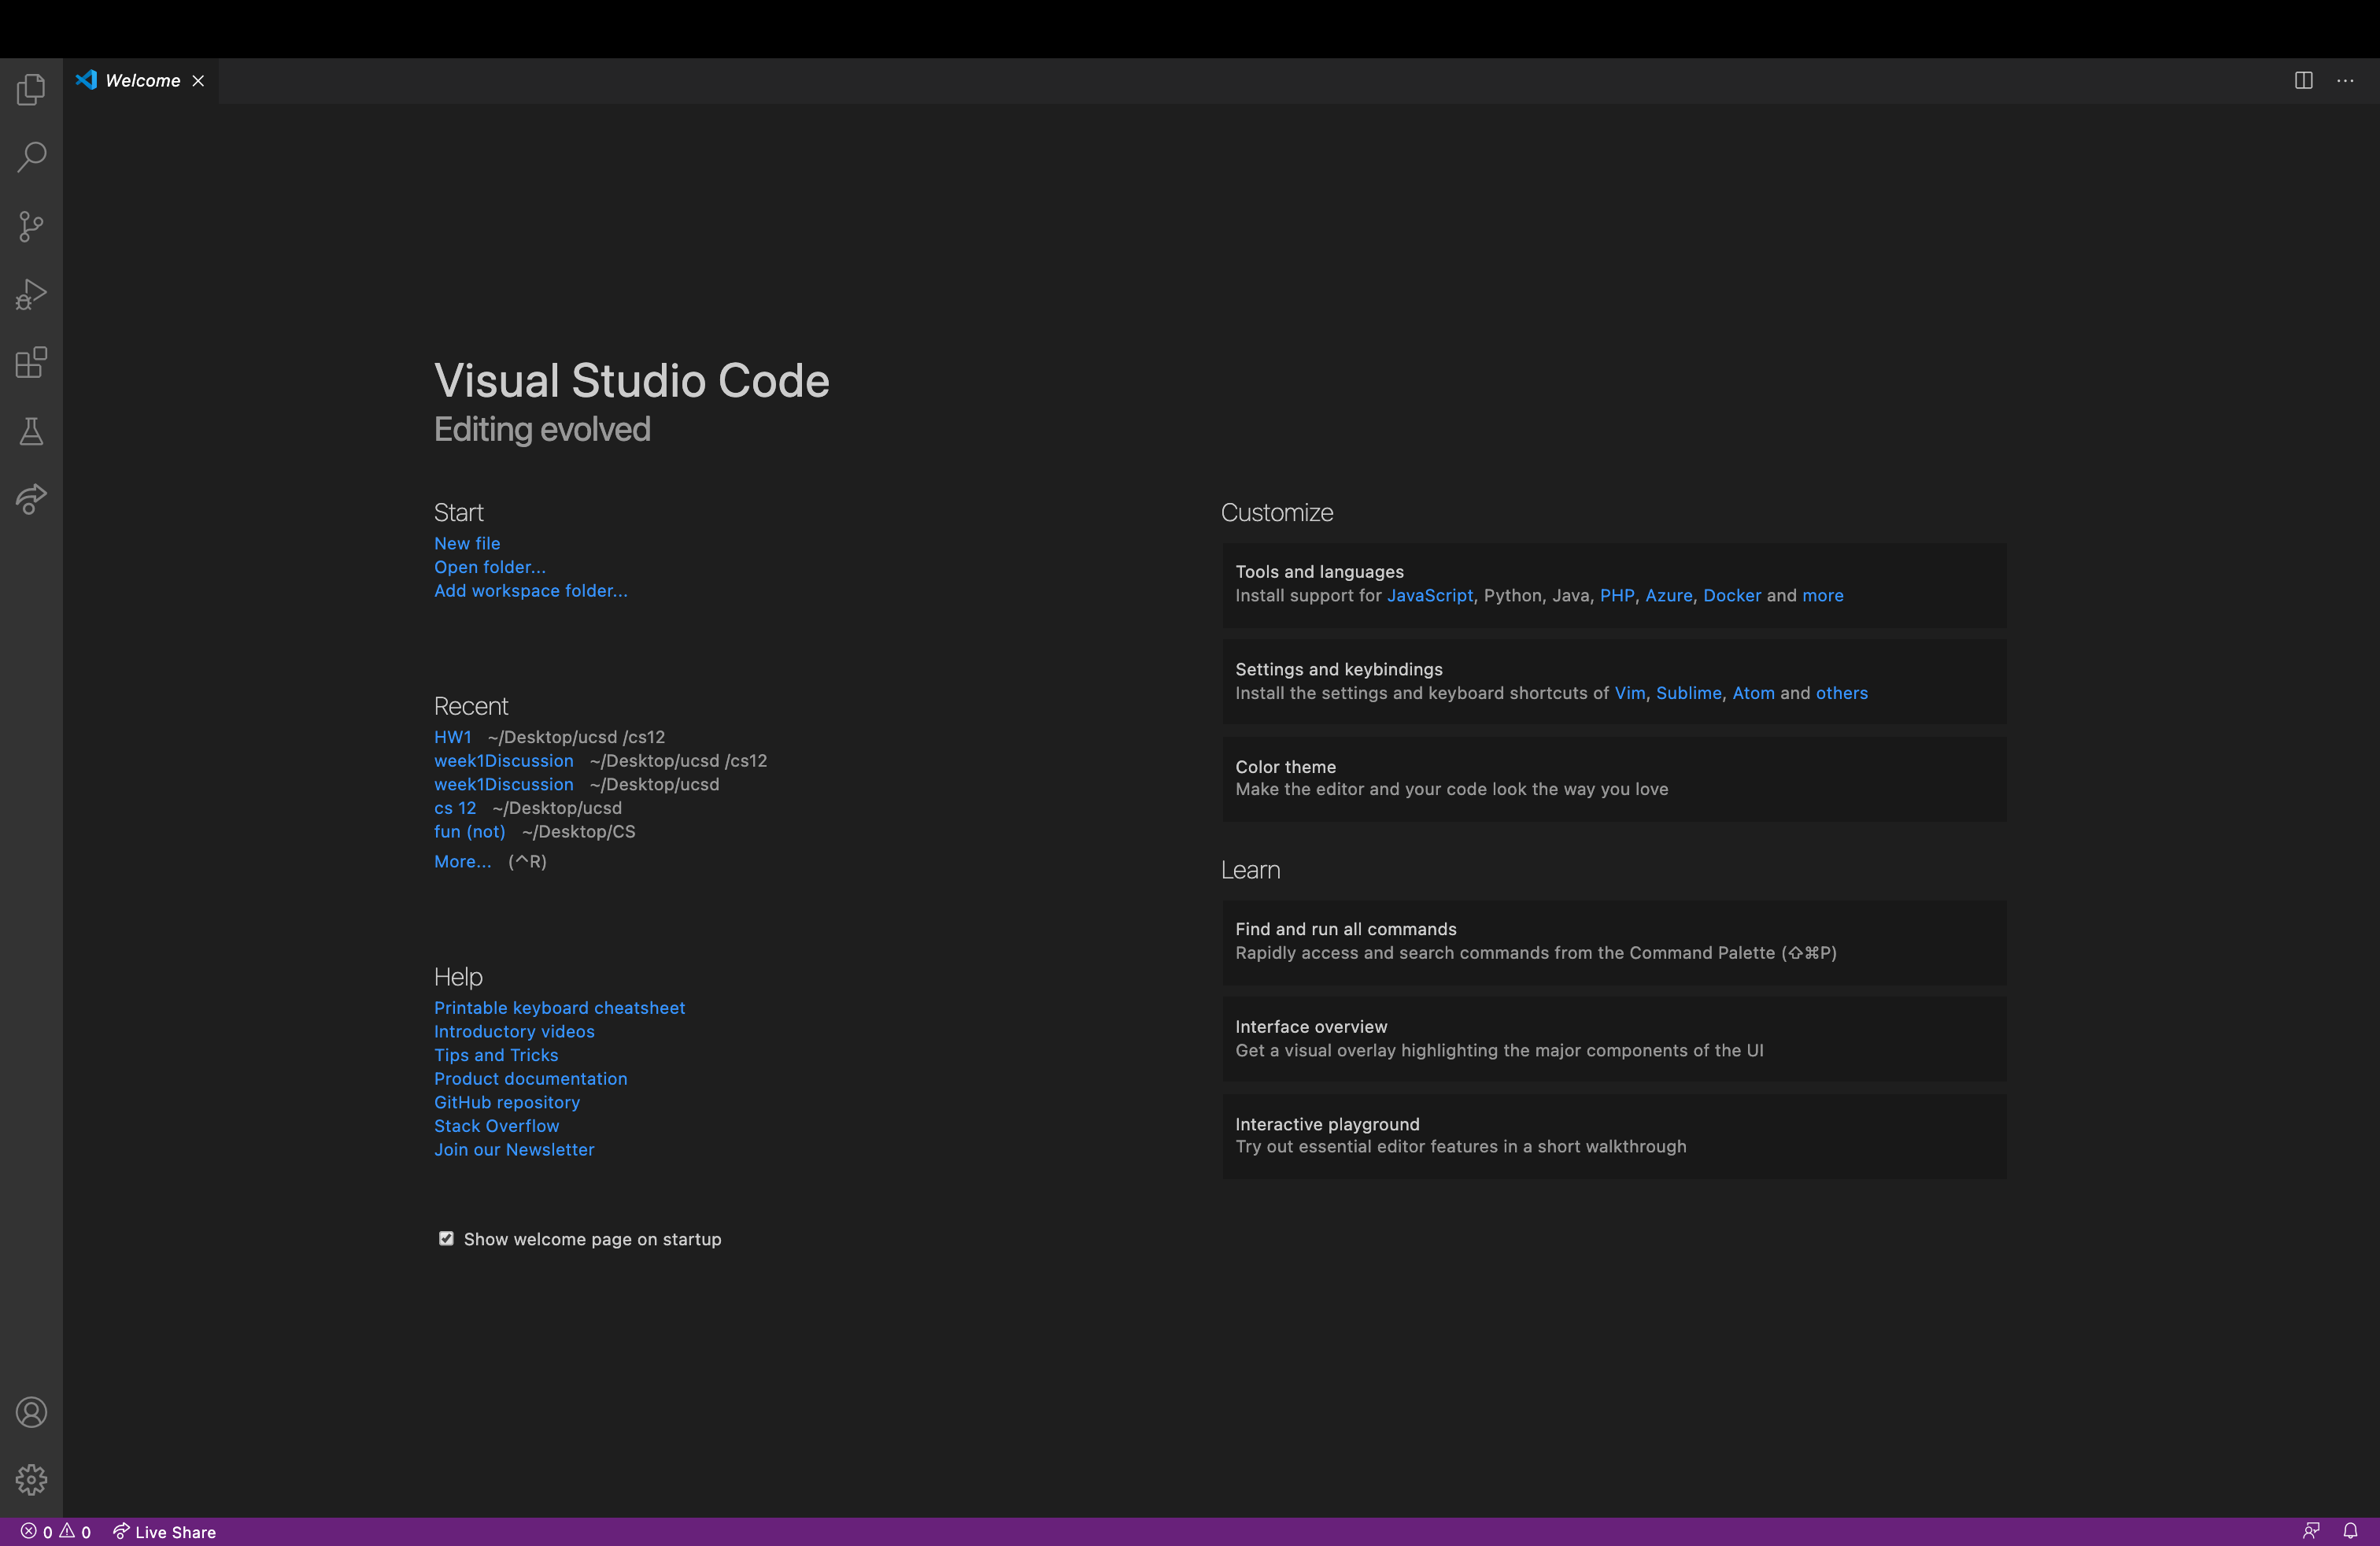 Welcome
Visual Studio Code
Editing evolved
Start
New file
Open folder...
Add workspace folder...
Recent
HW1 ~/Desktop/ucsd /cs12
week1Discussion ~/Desktop/ucsd /cs12
week1Discussion ~/Desktop/ucsd
cs 12 ~/Desktop/ucsd
fun (not) ~/Desktop/CS
More... (^R)
Help
Printable keyboard cheatsheet
Introductory videos
Tips and Tricks
Product documentation
GitHub repository
Stack Overflow
Join our Newsletter
Show welcome page on startup
Customize
Tools and languages
Install support for JavaScript, Python, Java, PHP, Azure, Docker and more
Settings and keybindings
Install the settings and keyboard shortcuts of Vim, Sublime, Atom and others
Color theme
Make the editor and your code look the way you love
Learn
Find and run all commands
Rapidly access and search commands from the Command Palette (⇧⌘P)
Interface overview
Get a visual overlay highlighting the major components of the UI
Interactive playground
Try out essential editor features in a short walkthrough
0 0 Live Share